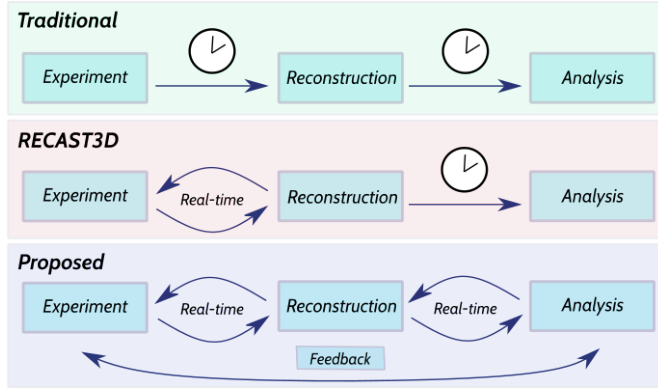 Traditional
Experiment
Reconstruction
Analysis
RECAST3D
Experiment
Real-time
Reconstruction
Analysis
Proposed
Experiment
Real-time
Reconstruction
Real-time
Analysis
Feedback